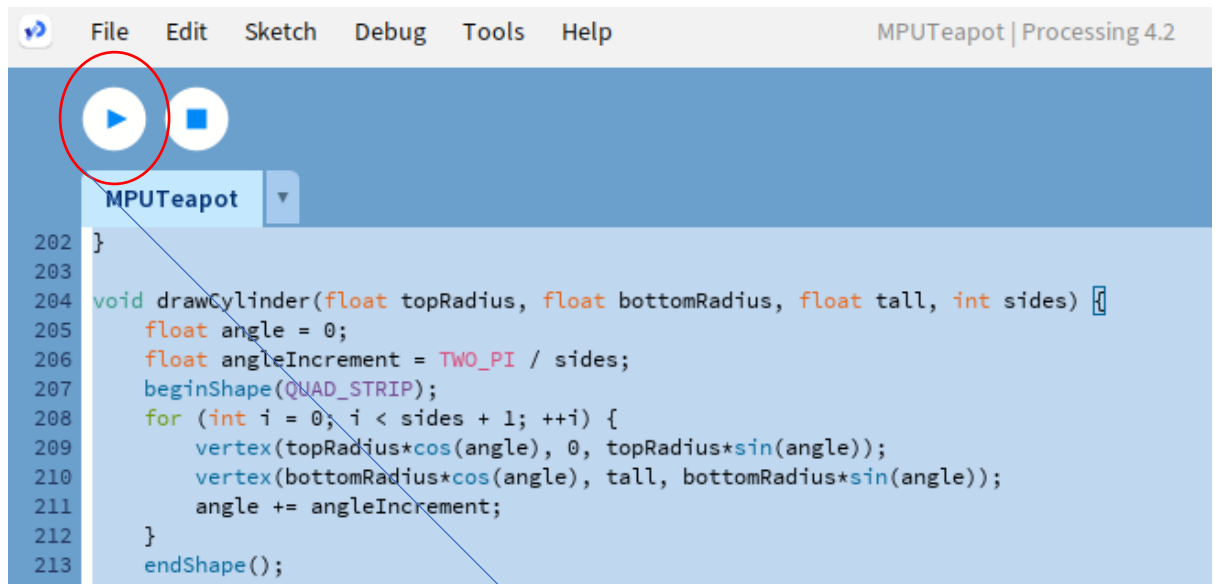 File Edit Sketch Debug Tools Help MPUTeapot | Processing 4.2
MPUTeapot
202 }
203
204 void drawCylinder(float topRadius, float bottomRadius, float tall, int sides) {
205     float angle = 0;
206     float angleIncrement = TWO_PI / sides;
207     beginShape(QUAD_STRIP);
208     for (int i = 0; i < sides + 1; ++i) {
209         vertex(topRadius*cos(angle), 0, topRadius*sin(angle));
210         vertex(bottomRadius*cos(angle), tall, bottomRadius*sin(angle));
211         angle += angleIncrement;
212     }
213     endShape();